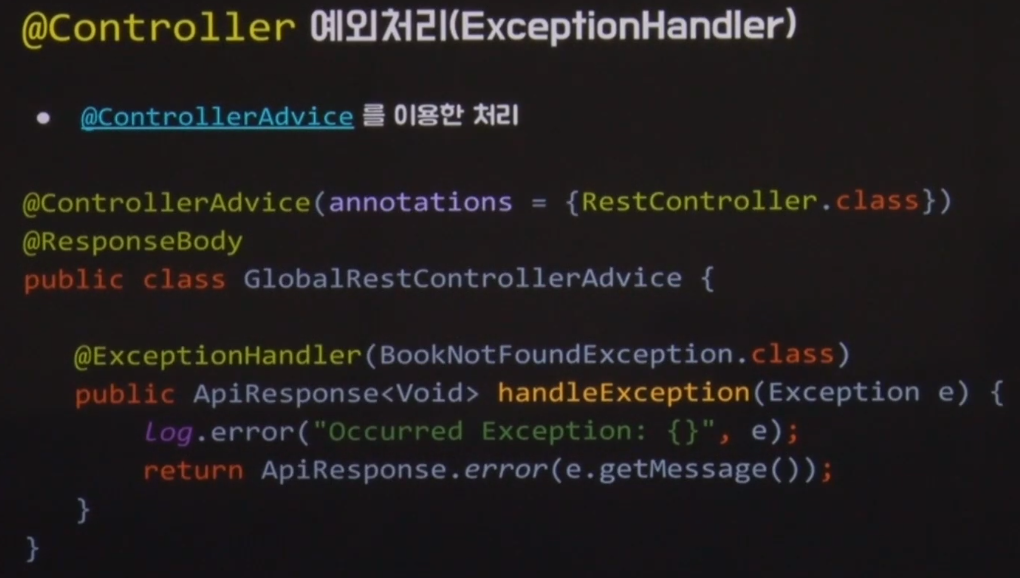 @Controller 예외처리(ExceptionHandler)
@ControllerAdvice 를 이용한 처리
@ControllerAdvice(annotations = {RestController.class})
@ResponseBody
public class GlobalRestControllerAdvice {
@ExceptionHandler(BookNotFoundException.class)
public ApiResponse<Void> handleException(Exception e) {
log.error("Occurred Exception: {}", e);
return ApiResponse.error(e.getMessage());
}
}